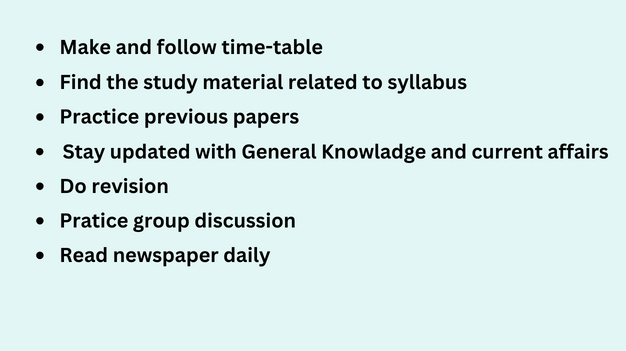 • Make and follow time-table
• Find the study material related to syllabus
• Practice previous papers
• Stay updated with General Knowladge and current affairs
• Do revision
• Pratice group discussion
• Read newspaper daily